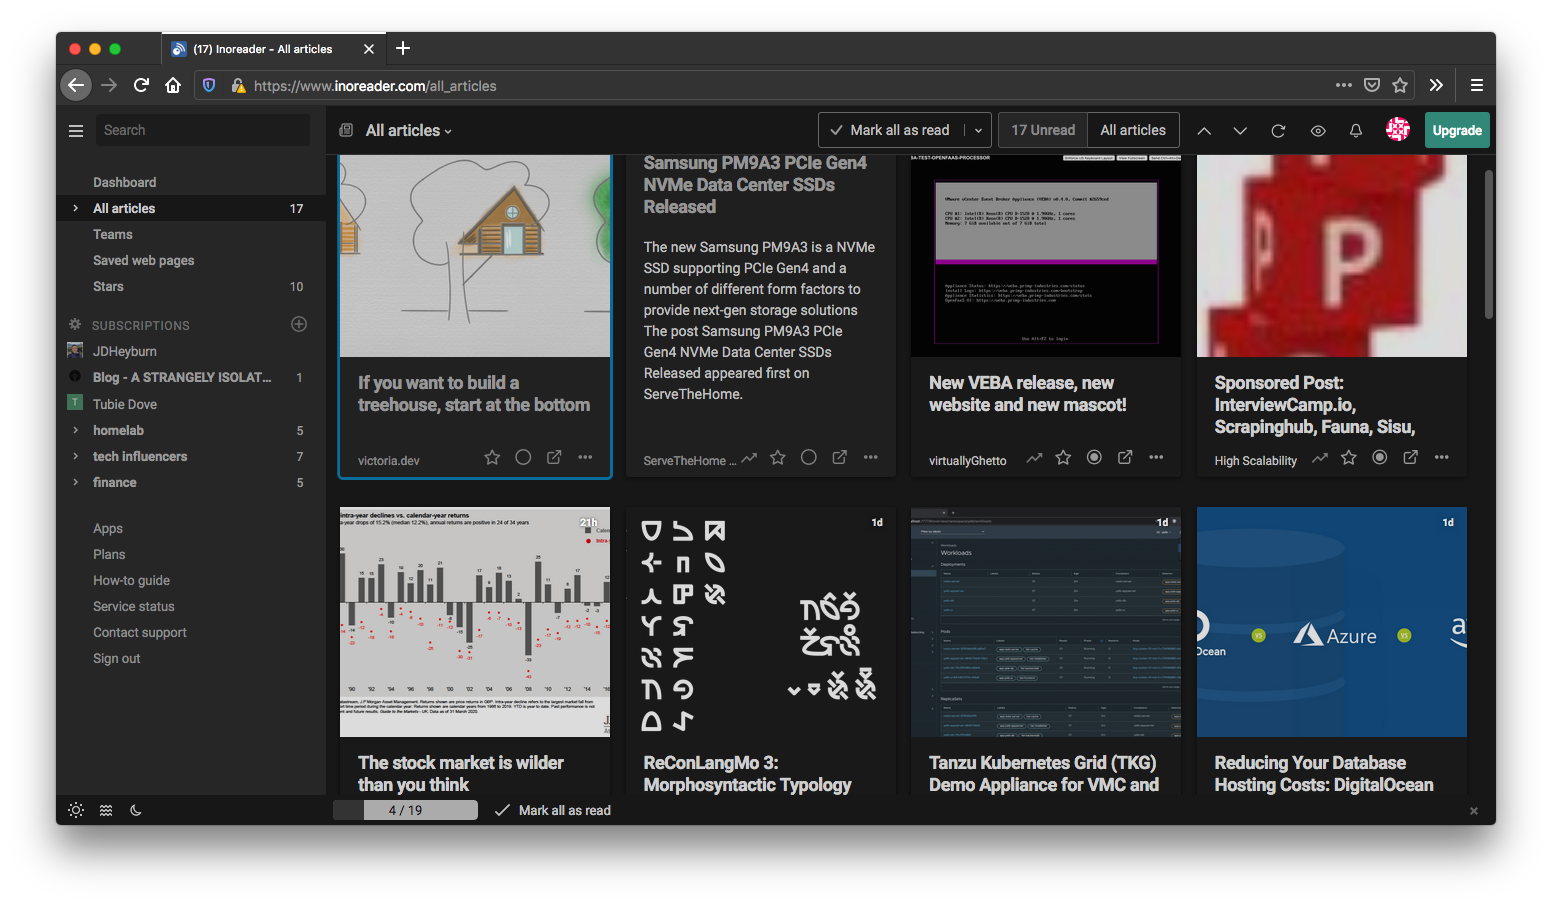 (17) Inoreader - All articles
https://www.inoreader.com/all_articles
Search
All articles
Mark all as read
17 Unread
All articles
Upgrade
Dashboard
All articles 17
Teams
Saved web pages
Stars 10
SUBSCRIPTIONS
JDHeyburn
Blog - A STRANGELY ISOLAT... 1
T Tubie Dove
homelab 5
tech influencers 7
finance 5
Apps
Plans
How-to guide
Service status
Contact support
Sign out
If you want to build a
treehouse, start at the bottom
victoria.dev
Samsung PM9A3 PCIe Gen4
NVMe Data Center SSDs
Released
The new Samsung PM9A3 is a NVMe
SSD supporting PCIe Gen4 and a
number of different form factors to
provide next-gen storage solutions
The post Samsung PM9A3 PCIe
Gen4 NVMe Data Center SSDs
Released appeared first on
ServeTheHome.
ServeTheHome ...
New VEBA release, new
website and new mascot!
virtuallyGhetto
P
Sponsored Post:
InterviewCamp.io,
Scrapinghub, Fauna, Sisu,
High Scalability
intra-year declines vs. calendar-year returns
21h
The stock market is wilder
than you think
1d
ReConLangMo 3:
Morphosyntactic Typology
1d
Workloads
Deployments
Pods
Tanzu Kubernetes Grid (TKG)
Demo Appliance for VMC and
1d
Ocean
VS
Azure
VS
Reducing Your Database
Hosting Costs: DigitalOcean
4 / 19
Mark all as read